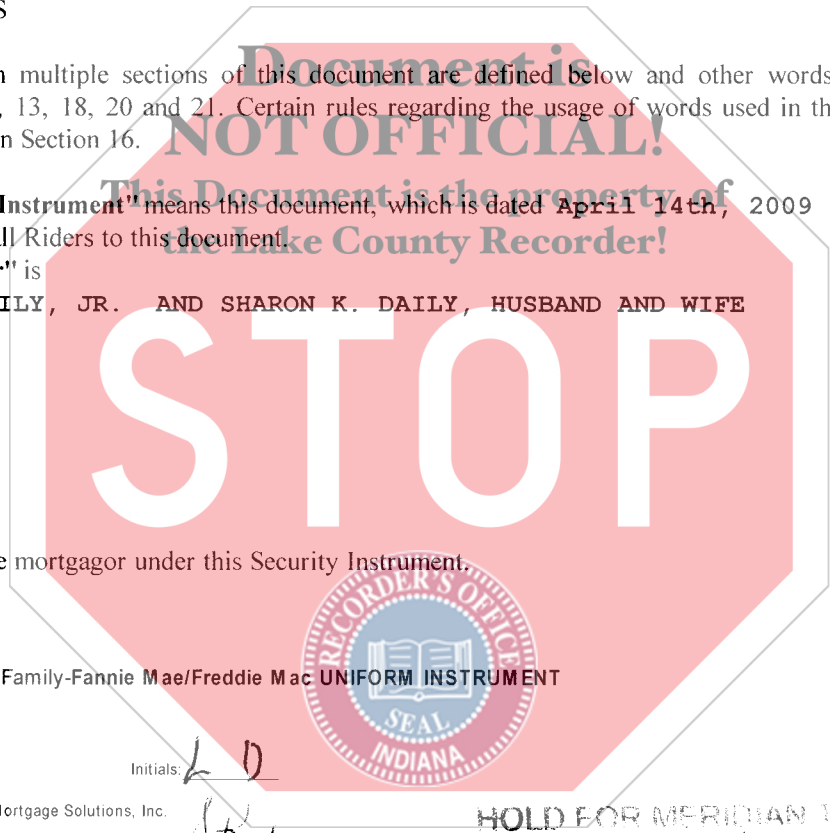 S
Document is
n multiple sections of this document are defined below and other words
, 13, 18, 20 and 21. Certain rules regarding the usage of words used in th
NOT OFFICIAL!
n Section 16.
This Document is the property of
Instrument" means this document, which is dated April 14th, 2009
ll Riders to this document.
the Lake County Recorder!
r" is
ILY, JR. AND SHARON K. DAILY, HUSBAND AND WIFE
STOP
e mortgagor under this Security Instrument.
RECORDER'S OFFICE
Family-Fannie Mae/Freddie Mac UNIFORM INSTRUMENT
SEAL
INDIANA
Initials: L D
ortgage Solutions, Inc.
HOLD FOR MERIDIAN T